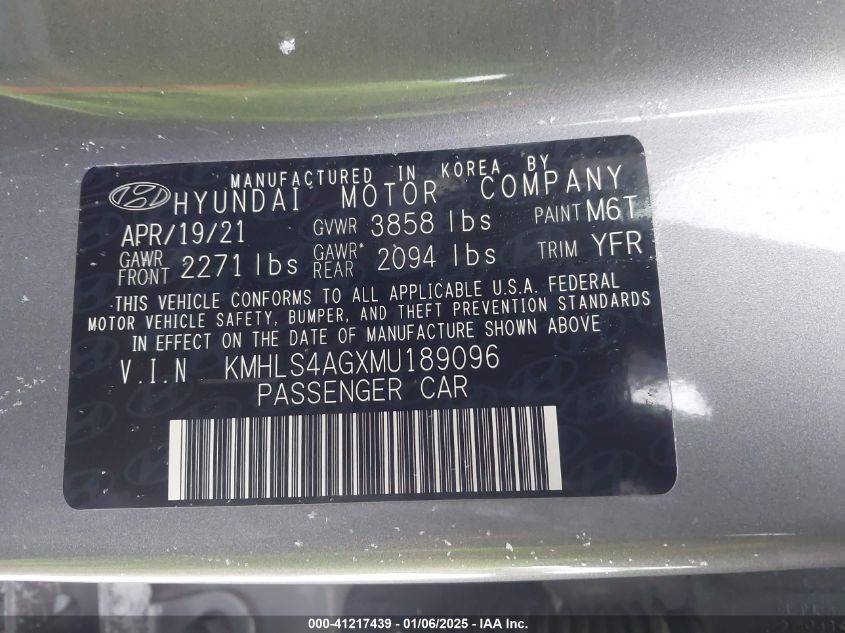 MANUFACTURED IN KOREA BY
HYUNDAI MOTOR COMPANY
APR/19/21 GVWR 3858 lbs PAINT M6T
GAWR FRONT 2271 lbs GAWR* REAR 2094 lbs TRIM YFR
THIS VEHICLE CONFORMS TO ALL APPLICABLE U.S.A. FEDERAL
MOTOR VEHICLE SAFETY, BUMPER, AND THEFT PREVENTION STANDARDS
IN EFFECT ON THE DATE OF MANUFACTURE SHOWN ABOVE
V.I.N KMHLS4AGXMU189096
PASSENGER CAR
000-41217439 - 01/06/2025 - IAA Inc.